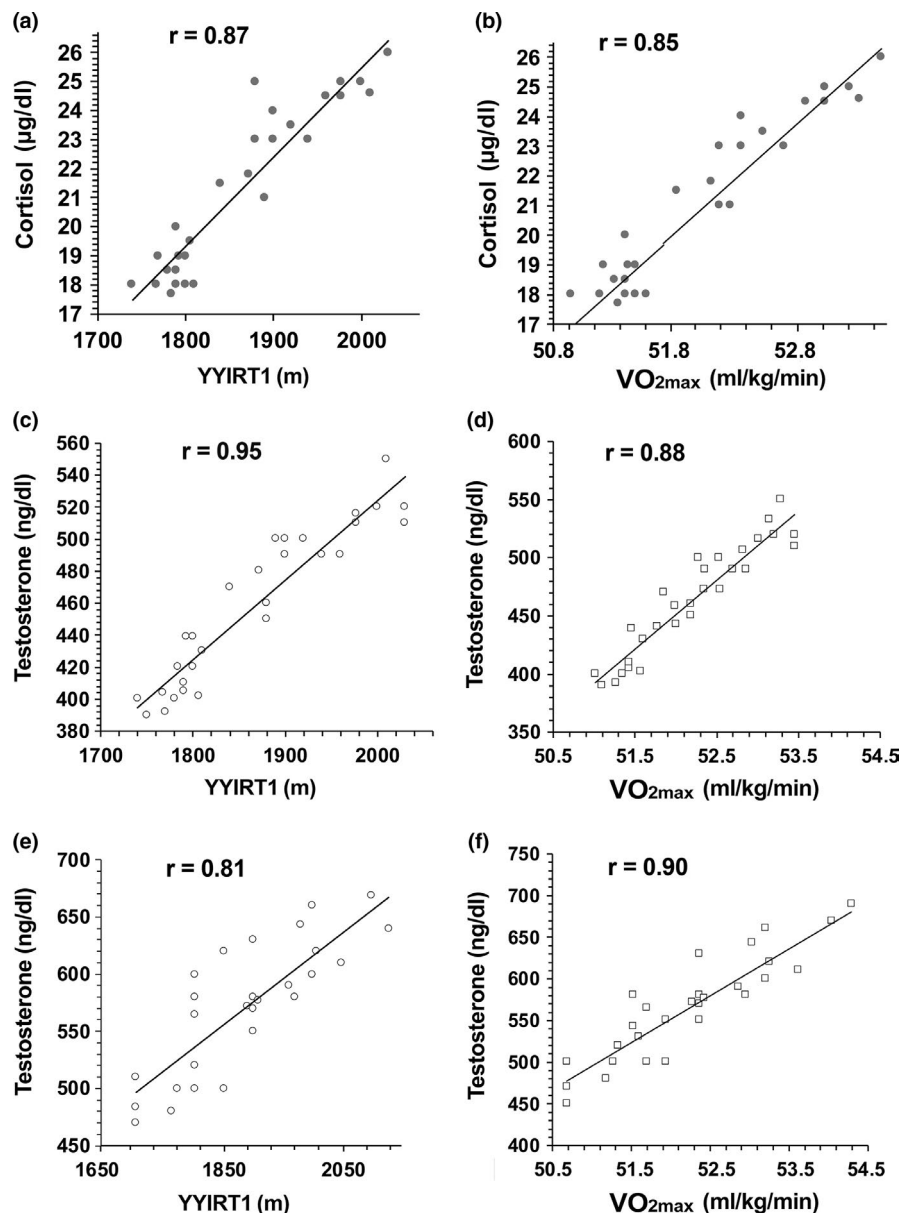 (a)
r = 0.87
26
25
24
23
22
21
20
19
18
17
Cortisol (µg/dl)
1700 1800 1900 2000
YYIRT1 (m)
(b)
r = 0.85
26
25
24
23
22
21
20
19
18
17
Cortisol (µg/dl)
50.8 51.8 52.8
VO2max (ml/kg/min)
(c)
r = 0.95
560
540
520
500
480
460
440
420
400
380
Testosterone (ng/dl)
1700 1800 1900 2000
YYIRT1 (m)
(d)
r = 0.88
600
550
500
450
400
350
Testosterone (ng/dl)
50.5 51.5 52.5 53.5 54.5
VO2max (ml/kg/min)
(e)
r = 0.81
700
650
600
550
500
450
Testosterone (ng/dl)
1650 1850 2050
YYIRT1 (m)
(f)
r = 0.90
750
700
650
600
550
500
450
400
Testosterone (ng/dl)
50.5 51.5 52.5 53.5 54.5
VO2max (ml/kg/min)